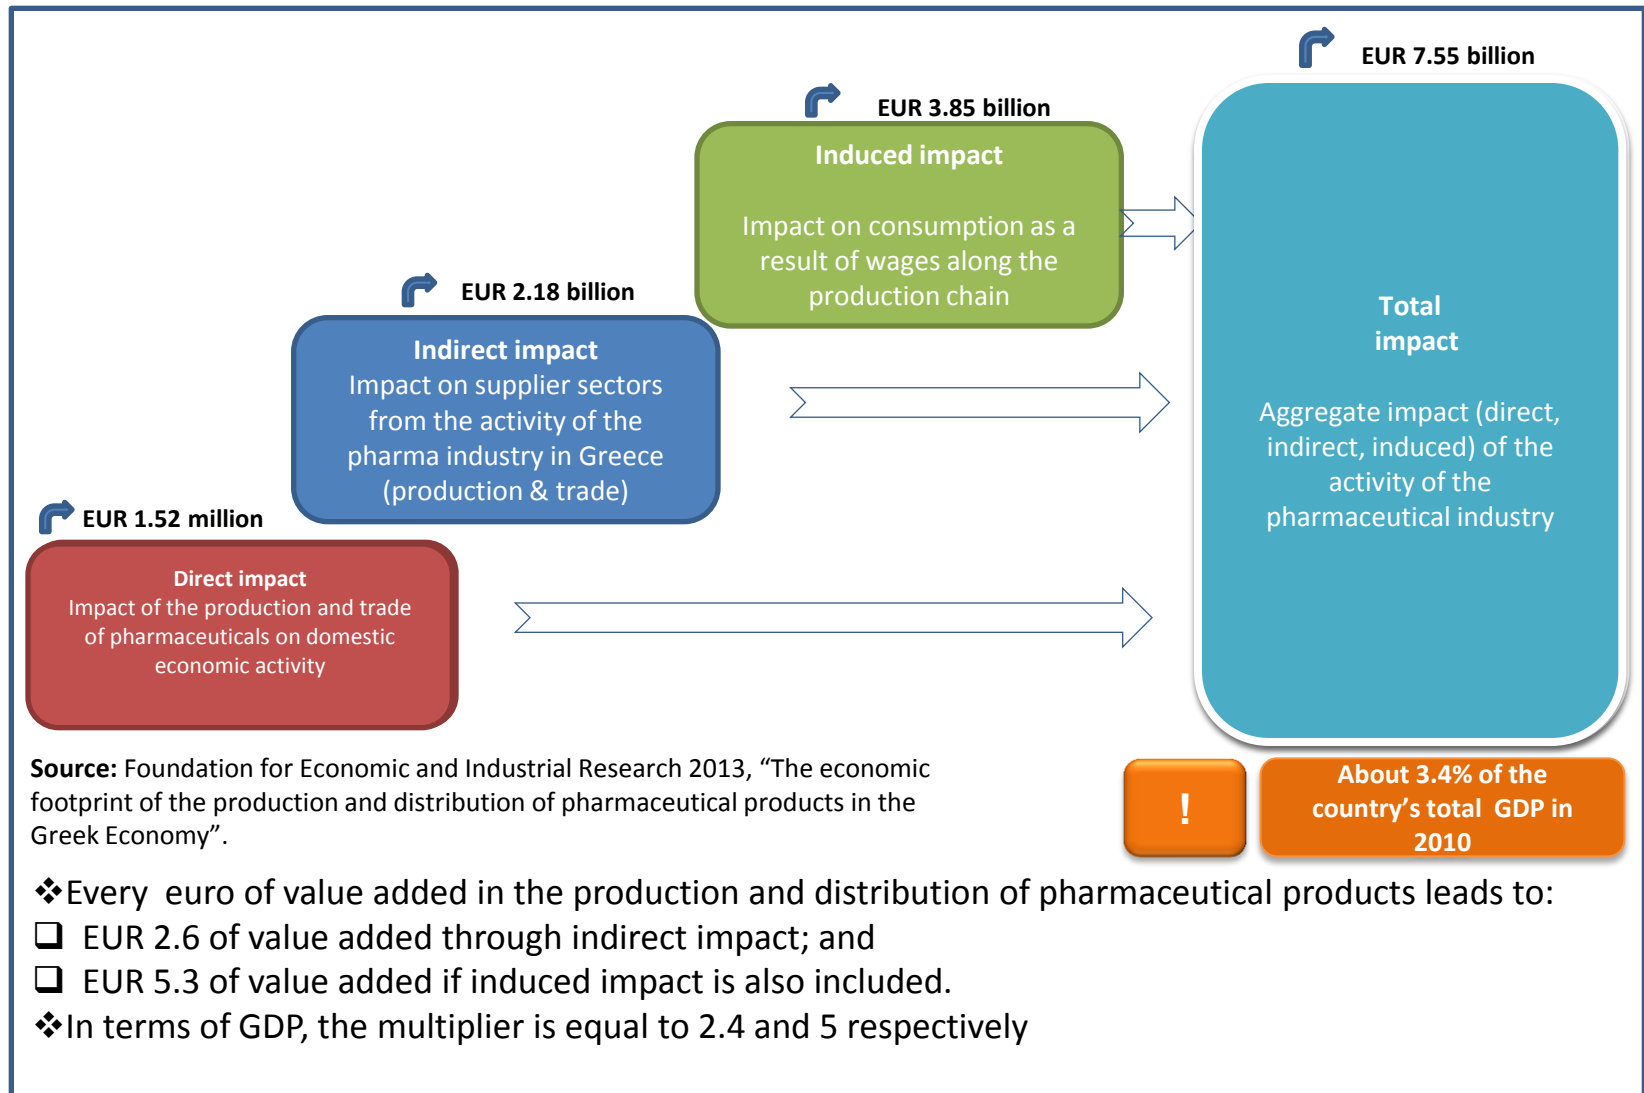 EUR 7.55 billion
EUR 3.85 billion
Induced impact
Impact on consumption as a
result of wages along the
production chain
EUR 2.18 billion
Indirect impact
Impact on supplier sectors
from the activity of the
pharma industry in Greece
(production & trade)
EUR 1.52 million
Direct impact
Impact of the production and trade
of pharmaceuticals on domestic
economic activity
Total
impact
Aggregate impact (direct,
indirect, induced) of the
activity of the
pharmaceutical industry
Source: Foundation for Economic and Industrial Research 2013, “The economic
footprint of the production and distribution of pharmaceutical products in the
Greek Economy”.
!
About 3.4% of the
country’s total GDP in
2010
❖Every euro of value added in the production and distribution of pharmaceutical products leads to:
❑ EUR 2.6 of value added through indirect impact; and
❑ EUR 5.3 of value added if induced impact is also included.
❖In terms of GDP, the multiplier is equal to 2.4 and 5 respectively